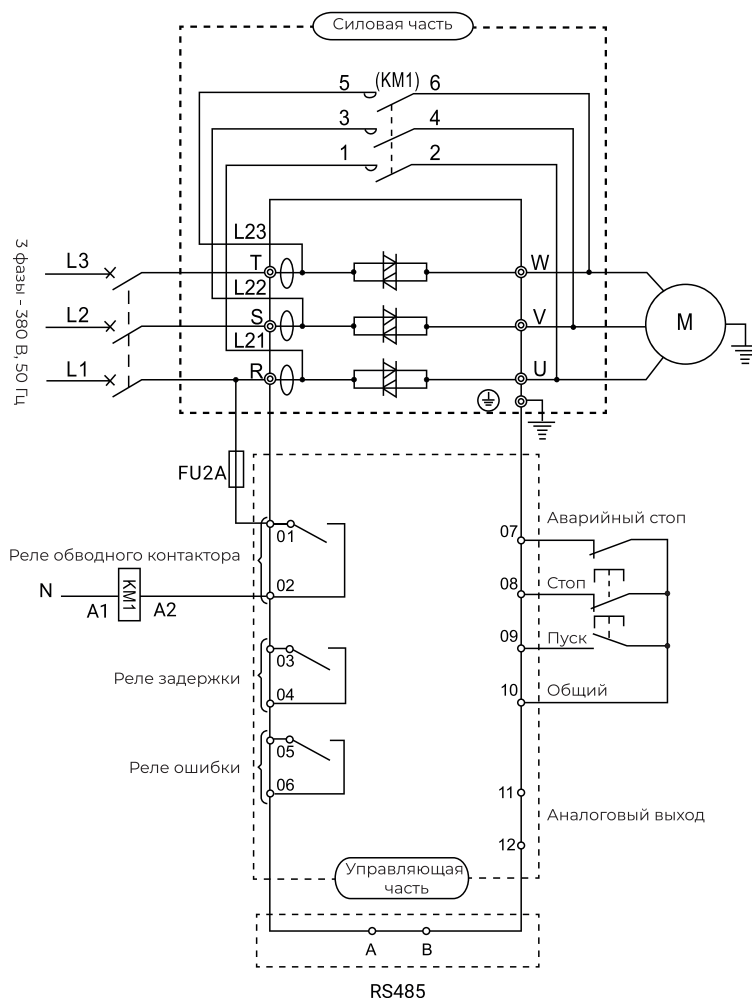 Силовая часть
5 (KM1) 6
3 4
1 2
L23
T W
L3
L22
S V
L2
M
L21
R U
L1
3 фазы - 380 В, 50 Гц
FU2A
Аварийный стоп
07
01
Реле обводного контактора
02
08 Стоп
N
KM1
A1 A2
09 Пуск
03
Реле задержки
04
10 Общий
05
Реле ошибки
06
11
Аналоговый выход
12
Управляющая
часть
A B
RS485